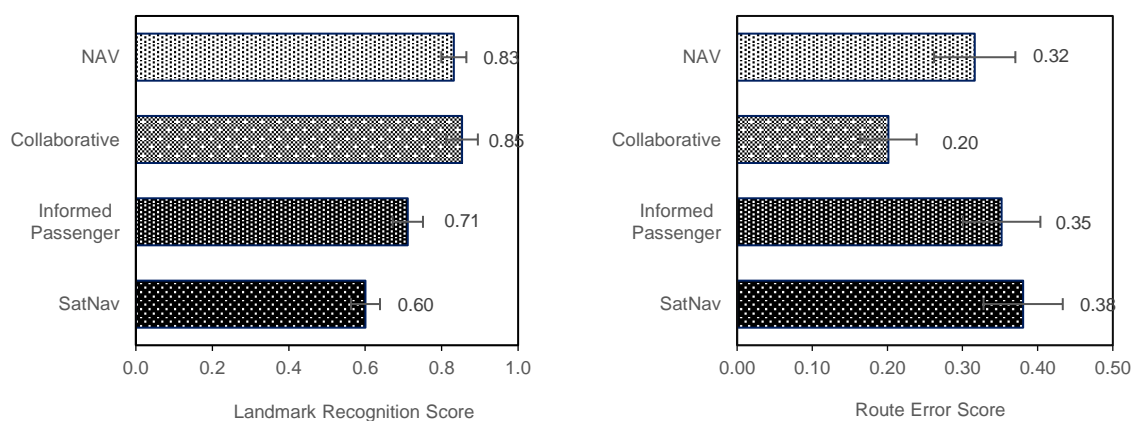 NAV
0.83
Collaborative
0.85
Informed
Passenger
0.71
SatNav
0.60
0.0 0.2 0.4 0.6 0.8 1.0
Landmark Recognition Score
NAV
0.32
Collaborative
0.20
Informed
Passenger
0.35
SatNav
0.38
0.00 0.10 0.20 0.30 0.40 0.50
Route Error Score